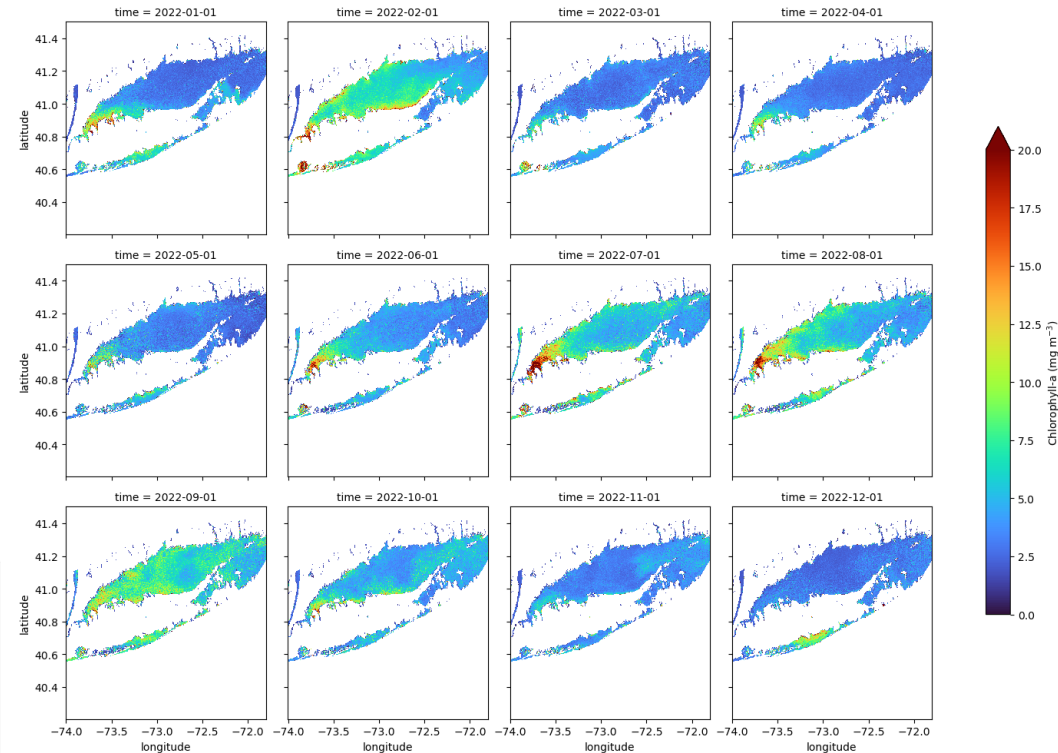 time = 2022-01-01
time = 2022-02-01
time = 2022-03-01
time = 2022-04-01
41.4
41.2
41.0
40.8
40.6
40.4
latitude
time = 2022-05-01
time = 2022-06-01
time = 2022-07-01
time = 2022-08-01
41.4
41.2
41.0
40.8
40.6
40.4
latitude
time = 2022-09-01
time = 2022-10-01
time = 2022-11-01
time = 2022-12-01
41.4
41.2
41.0
40.8
40.6
40.4
latitude
−74.0 −73.5 −73.0 −72.5 −72.0
longitude
−74.0 −73.5 −73.0 −72.5 −72.0
longitude
−74.0 −73.5 −73.0 −72.5 −72.0
longitude
−74.0 −73.5 −73.0 −72.5 −72.0
longitude
20.0
17.5
15.0
12.5
10.0
7.5
5.0
2.5
0.0
Chlorophyll-a (mg m⁻³)